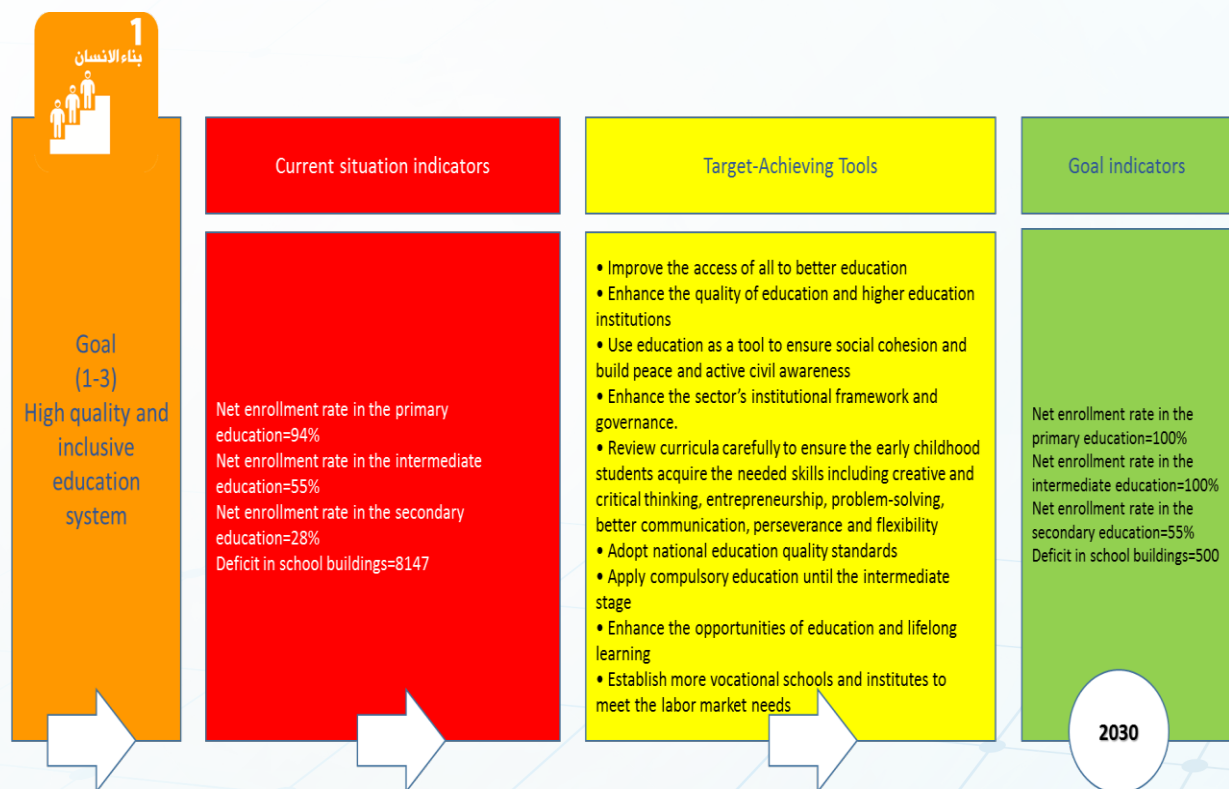 1
بناء الانسان
Goal
(1-3)
High quality and
inclusive
education
system
Current situation indicators
Net enrollment rate in the primary
education=94%
Net enrollment rate in the intermediate
education=55%
Net enrollment rate in the secondary
education=28%
Deficit in school buildings=8147
Target-Achieving Tools
• Improve the access of all to better education
• Enhance the quality of education and higher education
institutions
• Use education as a tool to ensure social cohesion and
build peace and active civil awareness
• Enhance the sector’s institutional framework and
governance.
• Review curricula carefully to ensure the early childhood
students acquire the needed skills including creative and
critical thinking, entrepreneurship, problem-solving,
better communication, perseverance and flexibility
• Adopt national education quality standards
• Apply compulsory education until the intermediate
stage
• Enhance the opportunities of education and lifelong
learning
• Establish more vocational schools and institutes to
meet the labor market needs
Goal indicators
Net enrollment rate in the
primary education=100%
Net enrollment rate in the
intermediate education=100%
Net enrollment rate in the
secondary education=55%
Deficit in school buildings=500
2030